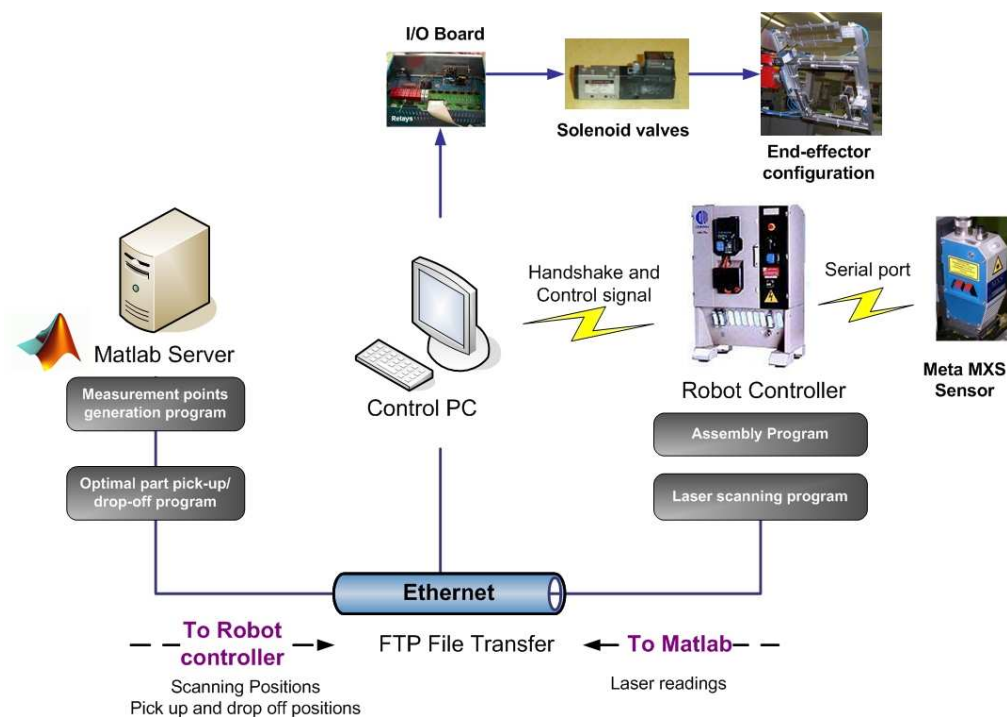 I/O Board
Relays
Solenoid valves
End-effector
configuration
Matlab Server
Measurement points
generation program
Optimal part pick-up/
drop-off program
Control PC
Handshake and
Control signal
Robot Controller
Assembly Program
Laser scanning program
Serial port
Meta MXS
Sensor
Ethernet
FTP File Transfer
To Robot
controller
Scanning Positions
Pick up and drop off positions
To Matlab
Laser readings